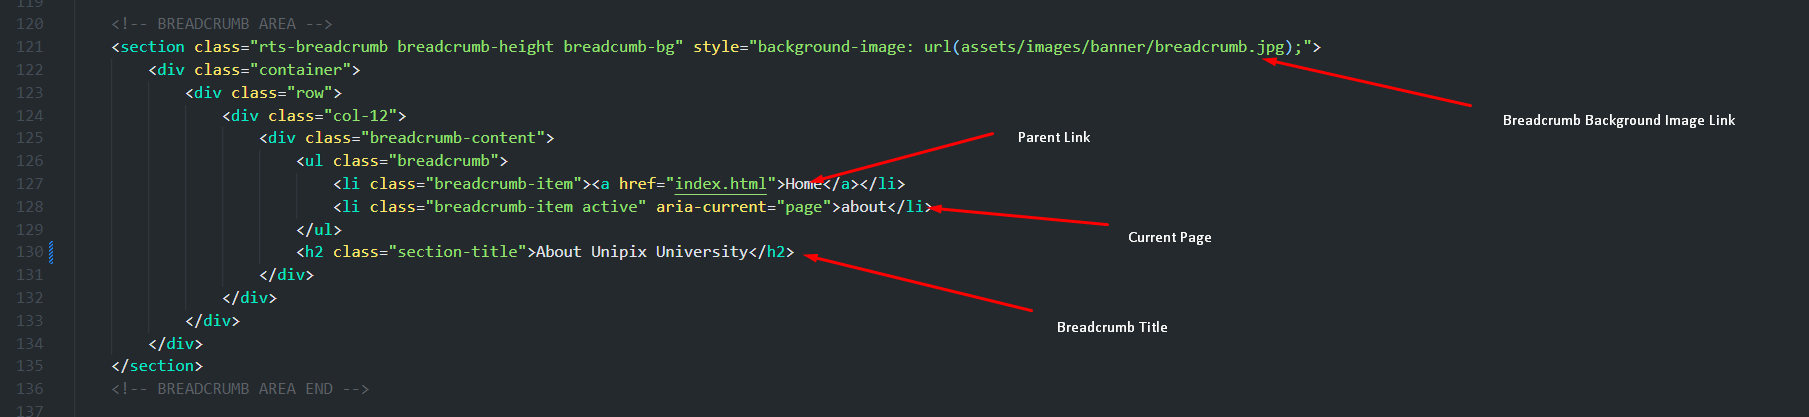 119
120 <!-- BREADCRUMB AREA -->
121 <section class="rts-breadcrumb breadcrumb-height breadcumb-bg" style="background-image: url(assets/images/banner/breadcrumb.jpg);">
122 <div class="container">
123 <div class="row">
124 <div class="col-12">
Breadcrumb Background Image Link
125 <div class="breadcrumb-content">
Parent Link
126 <ul class="breadcrumb">
127 <li class="breadcrumb-item"><a href="index.html">Home</a></li>
128 <li class="breadcrumb-item active" aria-current="page">about</li>
129 </ul>
Current Page
130 <h2 class="section-title">About Unipix University</h2>
131 </div>
132 </div>
133 </div>
Breadcrumb Title
134 </div>
135 </section>
136 <!-- BREADCRUMB AREA END -->
137